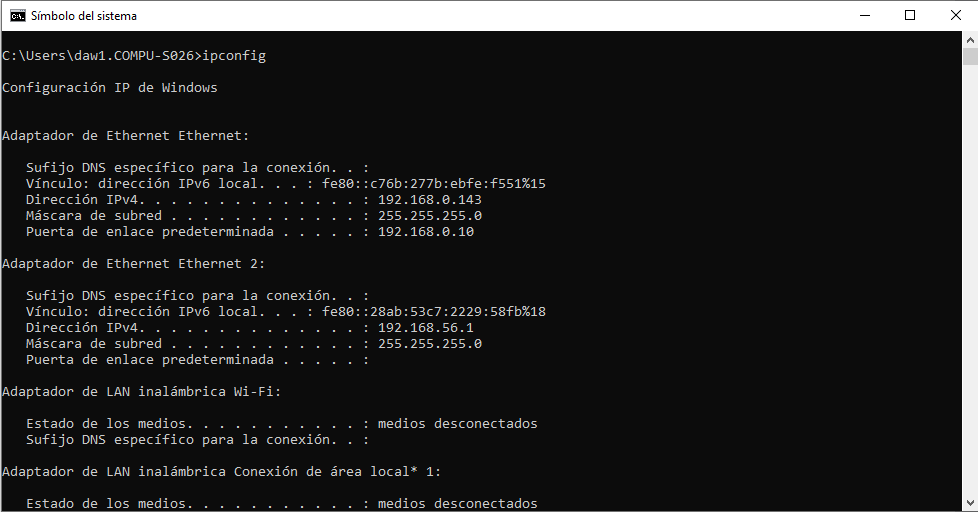 Símbolo del sistema
C:\Users\daw1.COMPU-S026>ipconfig
Configuración IP de Windows
Adaptador de Ethernet Ethernet:
Sufijo DNS específico para la conexión. . :
Vínculo: dirección IPv6 local. . . : fe80::c76b:277b:ebfe:f551%15
Dirección IPv4. . . . . . . . . . . . . . : 192.168.0.143
Máscara de subred . . . . . . . . . . . . : 255.255.255.0
Puerta de enlace predeterminada . . . . . : 192.168.0.10
Adaptador de Ethernet Ethernet 2:
Sufijo DNS específico para la conexión. . :
Vínculo: dirección IPv6 local. . . : fe80::28ab:53c7:2229:58fb%18
Dirección IPv4. . . . . . . . . . . . . . : 192.168.56.1
Máscara de subred . . . . . . . . . . . . : 255.255.255.0
Puerta de enlace predeterminada . . . . . :
Adaptador de LAN inalámbrica Wi-Fi:
Estado de los medios. . . . . . . . . . . : medios desconectados
Sufijo DNS específico para la conexión. . :
Adaptador de LAN inalámbrica Conexión de área local* 1:
Estado de los medios. . . . . . . . . . . : medios desconectados